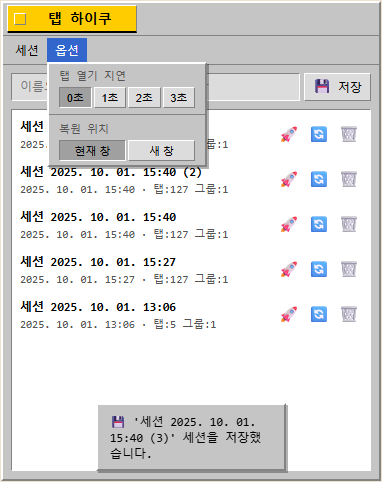 탭 하이쿠
세션 옵션
탭 열기 지연
0초 1초 2초 3초
복원 위치
현재 창 새 창
이름
저장
세션
2025.
그룹:1
세션 2025. 10. 01. 15:40 (2)
2025. 10. 01. 15:40 · 탭:127 그룹:1
세션 2025. 10. 01. 15:40
2025. 10. 01. 15:40 · 탭:127 그룹:1
세션 2025. 10. 01. 15:27
2025. 10. 01. 15:27 · 탭:127 그룹:1
세션 2025. 10. 01. 13:06
2025. 10. 01. 13:06 · 탭:5 그룹:1
'세션 2025. 10. 01.
15:40 (3)' 세션을 저장했
습니다.